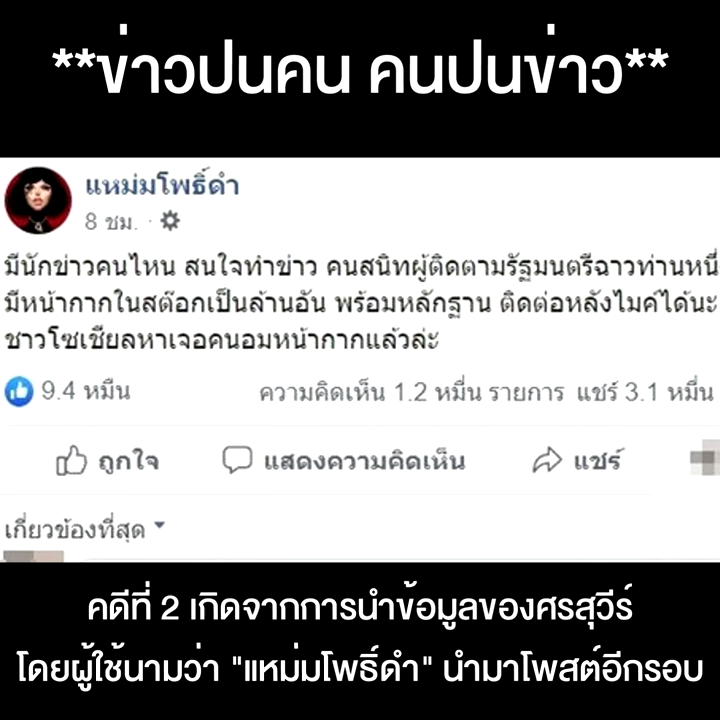 **ข่าวปนคน คนปนข่าว**
แหม่มโพธิ์ดำ
8 ชม. ·
มีนักข่าวคนไหน สนใจทำข่าว คนสนิทผู้ติดตามรัฐมนตรีฉาวท่านหนึ่
มีหน้ากากในสต๊อกเป็นล้านอัน พร้อมหลักฐาน ติดต่อหลังไมค์ได้นะ
ชาวโซเชียลหาเจอคนอมหน้ากากแล้วล่ะ
9.4 หมื่น ความคิดเห็น 1.2 หมื่น รายการ แชร์ 3.1 หมื่น
ถูกใจ แสดงความคิดเห็น แชร์
เกี่ยวข้องที่สุด
คดีที่ 2 เกิดจากการนำข้อมูลของศรสุวีร์
โดยผู้ใช้นามว่า "แหม่มโพธิ์ดำ" นำมาโพสต์อีกรอบ